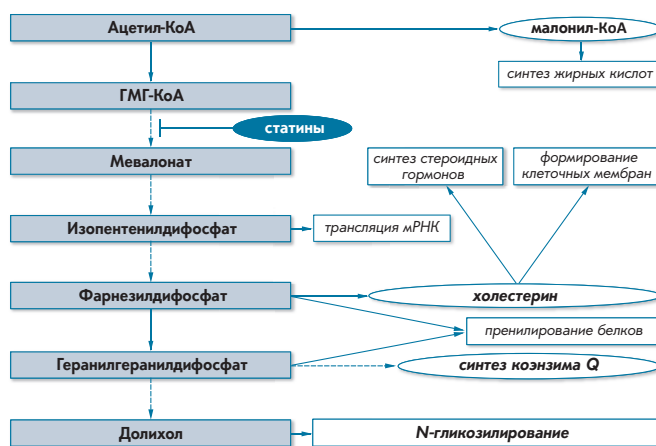 Ацетил-КоА
малонил-КоА
синтез жирных кислот
ГМГ-КоА
статины
Мевалонат
синтез стероидных
гормонов
формирование
клеточных мембран
Изопентенилдифосфат
трансляция мРНК
Фарнезилдифосфат
холестерин
пренилирование белков
Геранилгеранилдифосфат
синтез коэнзима Q
Долихол
N-гликозилирование